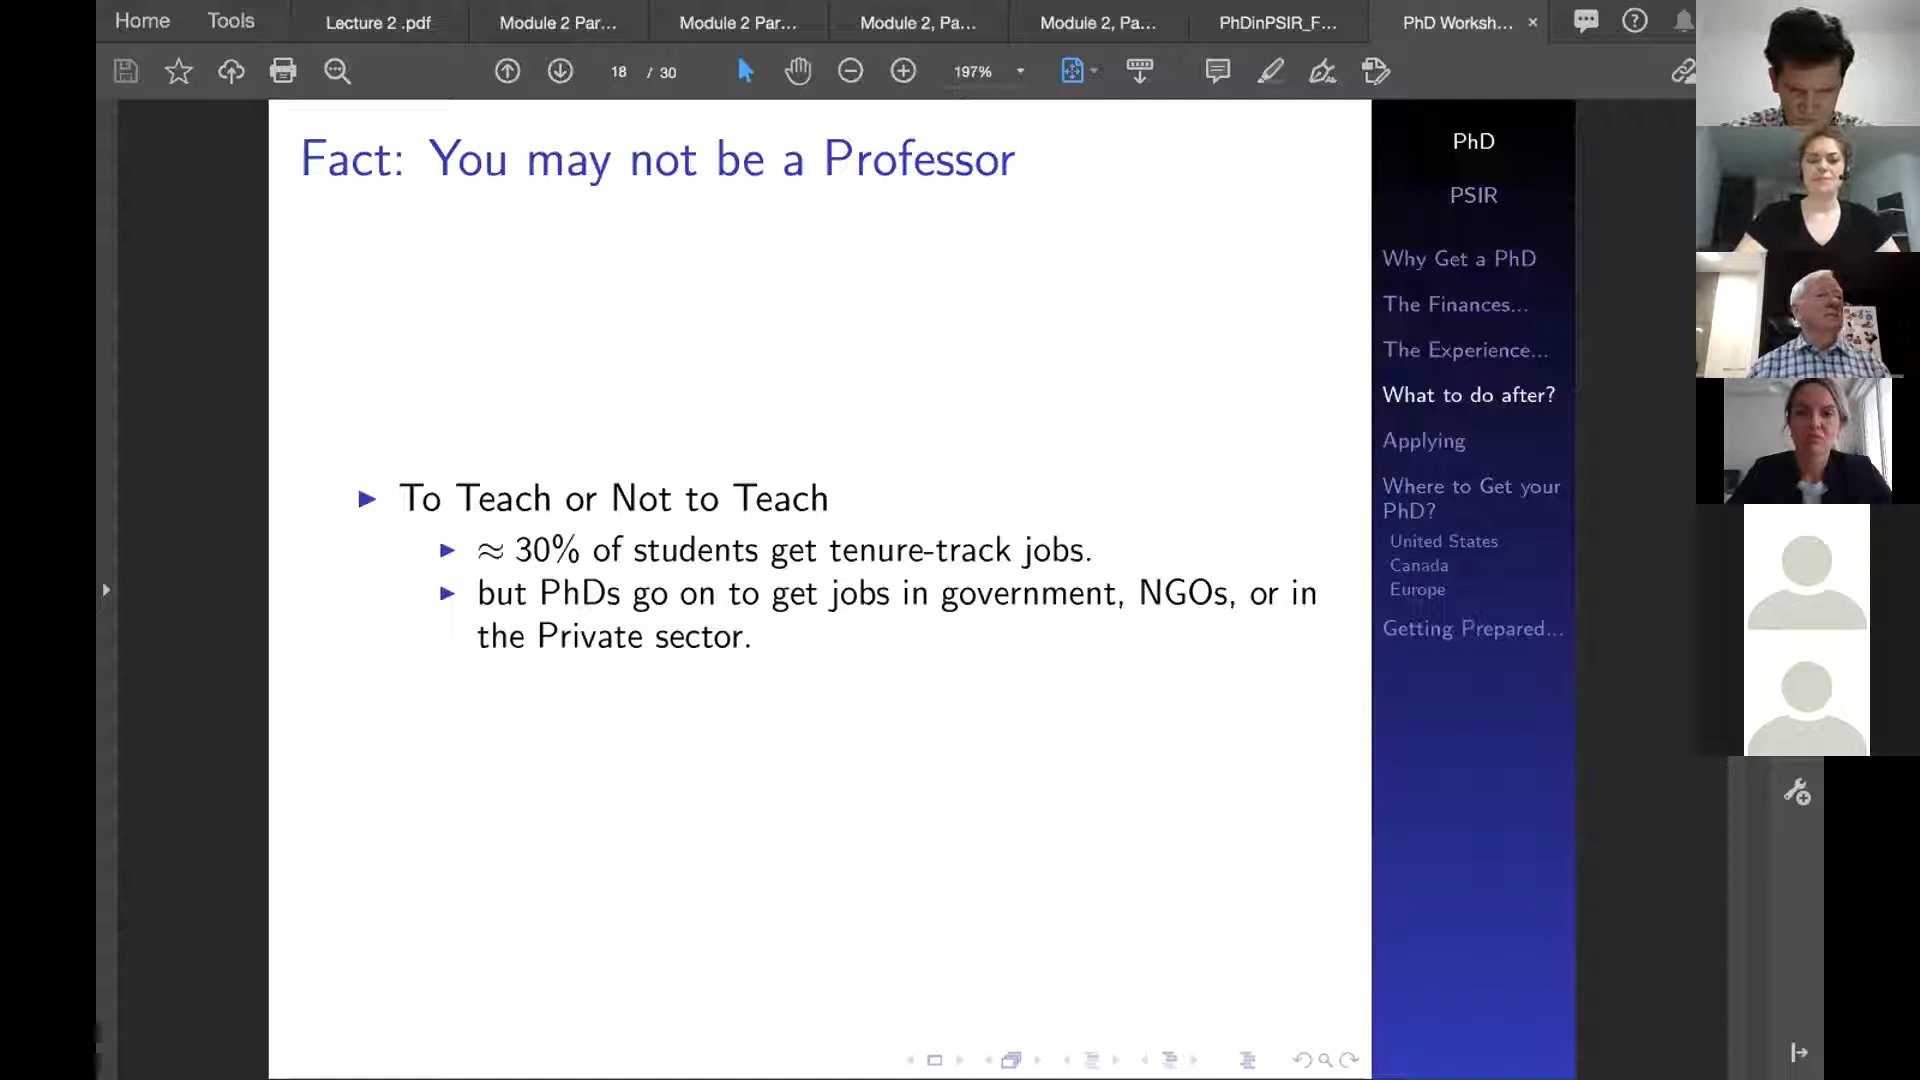 Home Tools Lecture 2 .pdf Module 2 Par... Module 2 Par... Module 2, Pa... Module 2, Pa... PhDinPSIR_F... PhD Worksh... ×
18 / 30 197%
Fact: You may not be a Professor
▶ To Teach or Not to Teach
▶ ≈ 30% of students get tenure-track jobs.
▶ but PhDs go on to get jobs in government, NGOs, or in
the Private sector.
PhD
PSIR
Why Get a PhD
The Finances...
The Experience...
What to do after?
Applying
Where to Get your
PhD?
United States
Canada
Europe
Getting Prepared...